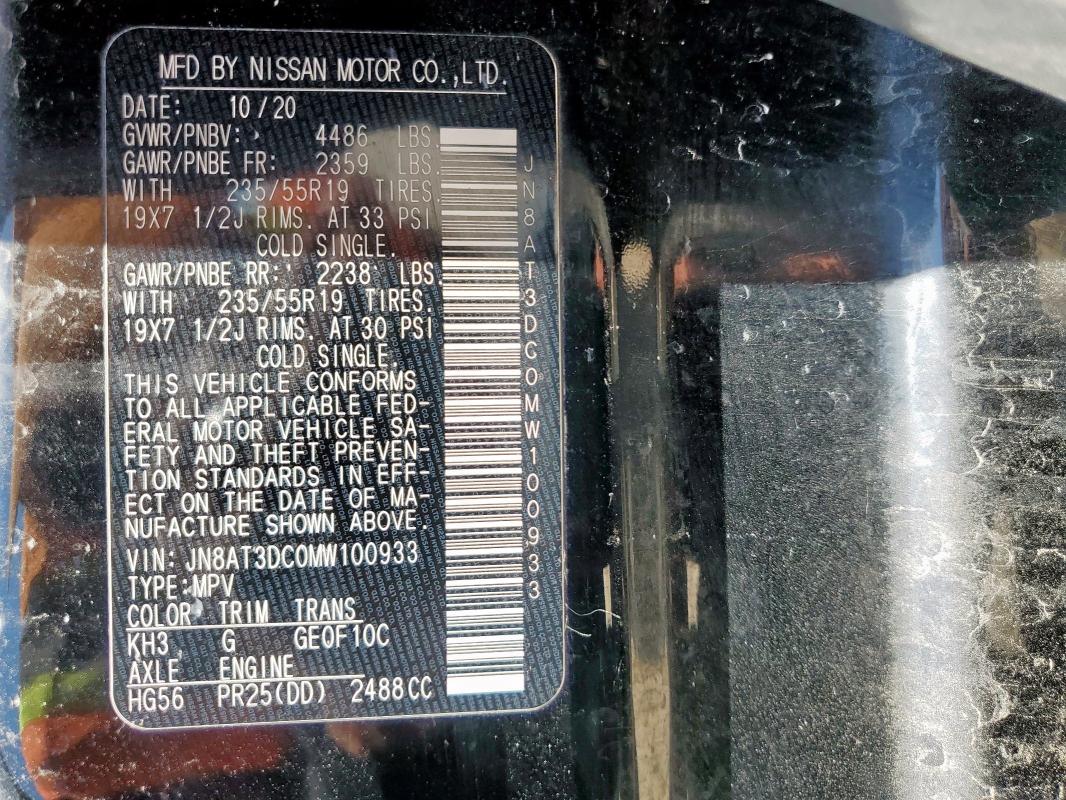 MFD BY NISSAN MOTOR CO.,LTD.
DATE: 10/20
GVWR/PNBV: 4486 LBS.
GAWR/PNBE FR: 2359 LBS.
WITH 235/55R19 TIRES.
19X7 1/2J RIMS. AT 33 PSI
COLD SINGLE.
GAWR/PNBE RR: 2238 LBS.
WITH 235/55R19 TIRES.
19X7 1/2J RIMS. AT 30 PSI
COLD SINGLE.
THIS VEHICLE CONFORMS
TO ALL APPLICABLE FED-
ERAL MOTOR VEHICLE SA-
FETY AND THEFT PREVEN-
TION STANDARDS IN EFF-
ECT ON THE DATE OF MA-
NUFACTURE SHOWN ABOVE.
VIN: JN8AT3DC0MW100933
TYPE:MPV
COLOR TRIM TRANS
KH3 G GE0F10C
AXLE ENGINE
HG56 PR25(DD) 2488CC
JN8AT3DC0MW100933